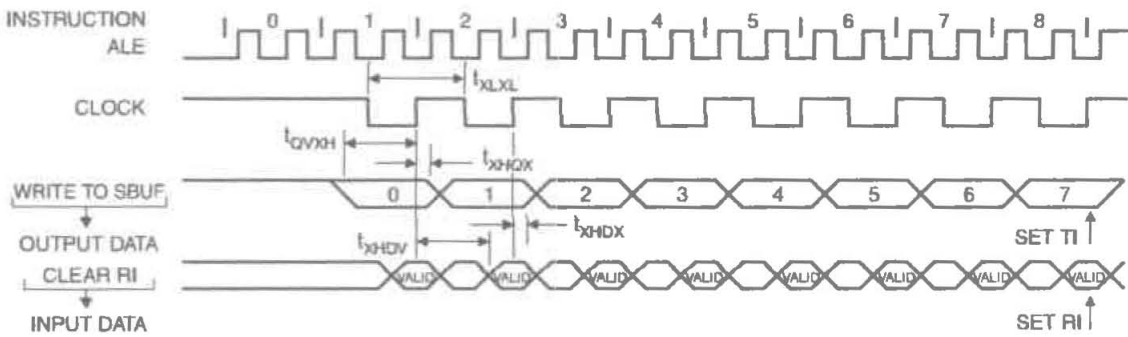 INSTRUCTION 0 1 2 3 4 5 6 7 8
ALE
tXLXL
CLOCK
tQVXH
tXHQX
WRITE TO SBUF 0 1 2 3 4 5 6 7
tXHDV
tXHDX
OUTPUT DATA
SET TI
CLEAR RI VALID VALID VALID VALID VALID VALID VALID VALID
INPUT DATA
SET RI